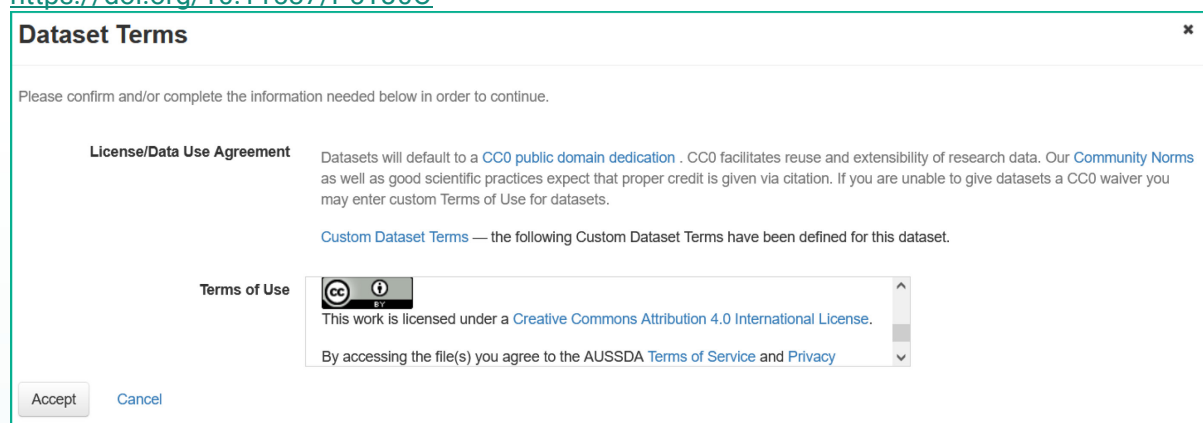 Dataset Terms
Please confirm and/or complete the information needed below in order to continue.
License/Data Use Agreement
Datasets will default to a CC0 public domain dedication . CC0 facilitates reuse and extensibility of research data. Our Community Norms
as well as good scientific practices expect that proper credit is given via citation. If you are unable to give datasets a CC0 waiver you
may enter custom Terms of Use for datasets.
Custom Dataset Terms — the following Custom Dataset Terms have been defined for this dataset.
Terms of Use
cc
BY
This work is licensed under a Creative Commons Attribution 4.0 International License.
By accessing the file(s) you agree to the AUSSDA Terms of Service and Privacy
Accept Cancel